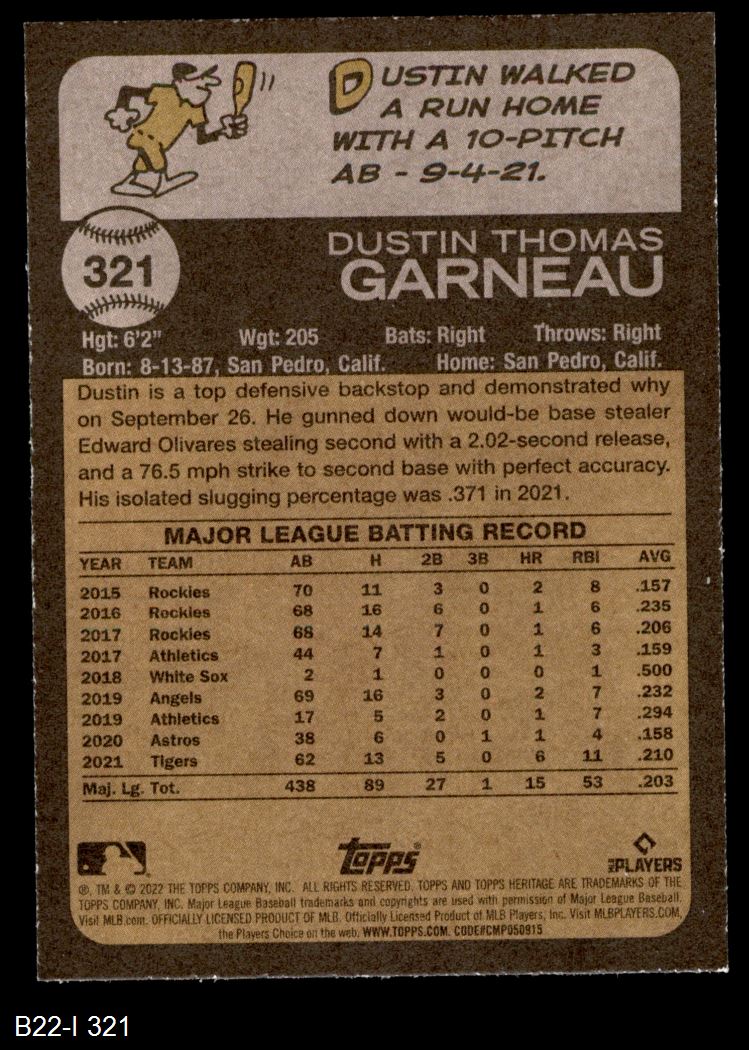 DUSTIN WALKED
A RUN HOME
WITH A 10-PITCH
AB - 9-4-21.
321
DUSTIN THOMAS
GARNEAU
Hgt: 6'2" Wgt: 205 Bats: Right Throws: Right
Born: 8-13-87, San Pedro, Calif. Home: San Pedro, Calif.
Dustin is a top defensive backstop and demonstrated why
on September 26. He gunned down would-be base stealer
Edward Olivares stealing second with a 2.02-second release,
and a 76.5 mph strike to second base with perfect accuracy.
His isolated slugging percentage was .371 in 2021.
MAJOR LEAGUE BATTING RECORD
YEAR TEAM AB H 2B 3B HR RBI AVG
2015 Rockies 70 11 3 0 2 8 .157
2016 Rockies 68 16 6 0 1 6 .235
2017 Rockies 68 14 7 0 1 6 .206
2017 Athletics 44 7 1 0 1 3 .159
2018 White Sox 2 1 0 0 0 1 .500
2019 Angels 69 16 3 0 2 7 .232
2019 Athletics 17 5 2 0 1 7 .294
2020 Astros 38 6 0 1 1 4 .158
2021 Tigers 62 13 5 0 6 11 .210
Maj. Lg. Tot. 438 89 27 1 15 53 .203
topps®
MLB PLAYERS
®, TM & © 2022 THE TOPPS COMPANY, INC. ALL RIGHTS RESERVED. TOPPS AND TOPPS HERITAGE ARE TRADEMARKS OF THE
TOPPS COMPANY, INC. Major League Baseball trademarks and copyrights are used with permission of Major League Baseball.
Visit MLB.com. OFFICIALLY LICENSED PRODUCT OF MLB. Officially Licensed Product of MLB Players, Inc. Visit MLBPLAYERS.COM,
the Players Choice on the web. WWW.TOPPS.COM. CODE#CMP050915
B22-I 321